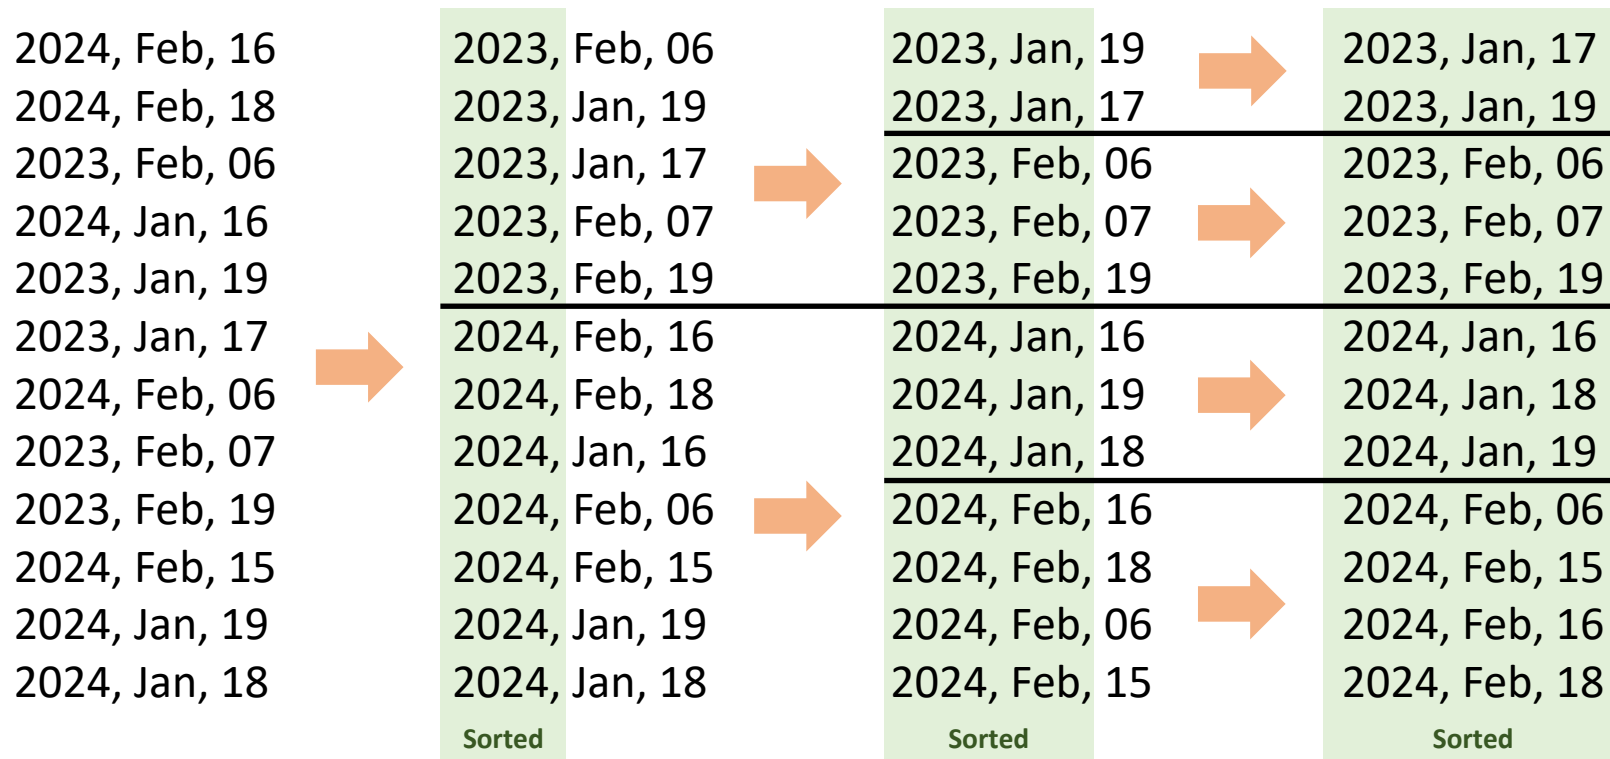 2024, Feb, 16
2024, Feb, 18
2023, Feb, 06
2024, Jan, 16
2023, Jan, 19
2023, Jan, 17
2024, Feb, 06
2023, Feb, 07
2023, Feb, 19
2024, Feb, 15
2024, Jan, 19
2024, Jan, 18
2023, Feb, 06
2023, Jan, 19
2023, Jan, 17
2023, Feb, 07
2023, Feb, 19
2024, Feb, 16
2024, Feb, 18
2024, Jan, 16
2024, Feb, 06
2024, Feb, 15
2024, Jan, 19
2024, Jan, 18
Sorted
2023, Jan, 19
2023, Jan, 17
2023, Feb, 06
2023, Feb, 07
2023, Feb, 19
2024, Jan, 16
2024, Jan, 19
2024, Jan, 18
2024, Feb, 16
2024, Feb, 18
2024, Feb, 06
2024, Feb, 15
Sorted
2023, Jan, 17
2023, Jan, 19
2023, Feb, 06
2023, Feb, 07
2023, Feb, 19
2024, Jan, 16
2024, Jan, 18
2024, Jan, 19
2024, Feb, 06
2024, Feb, 15
2024, Feb, 16
2024, Feb, 18
Sorted